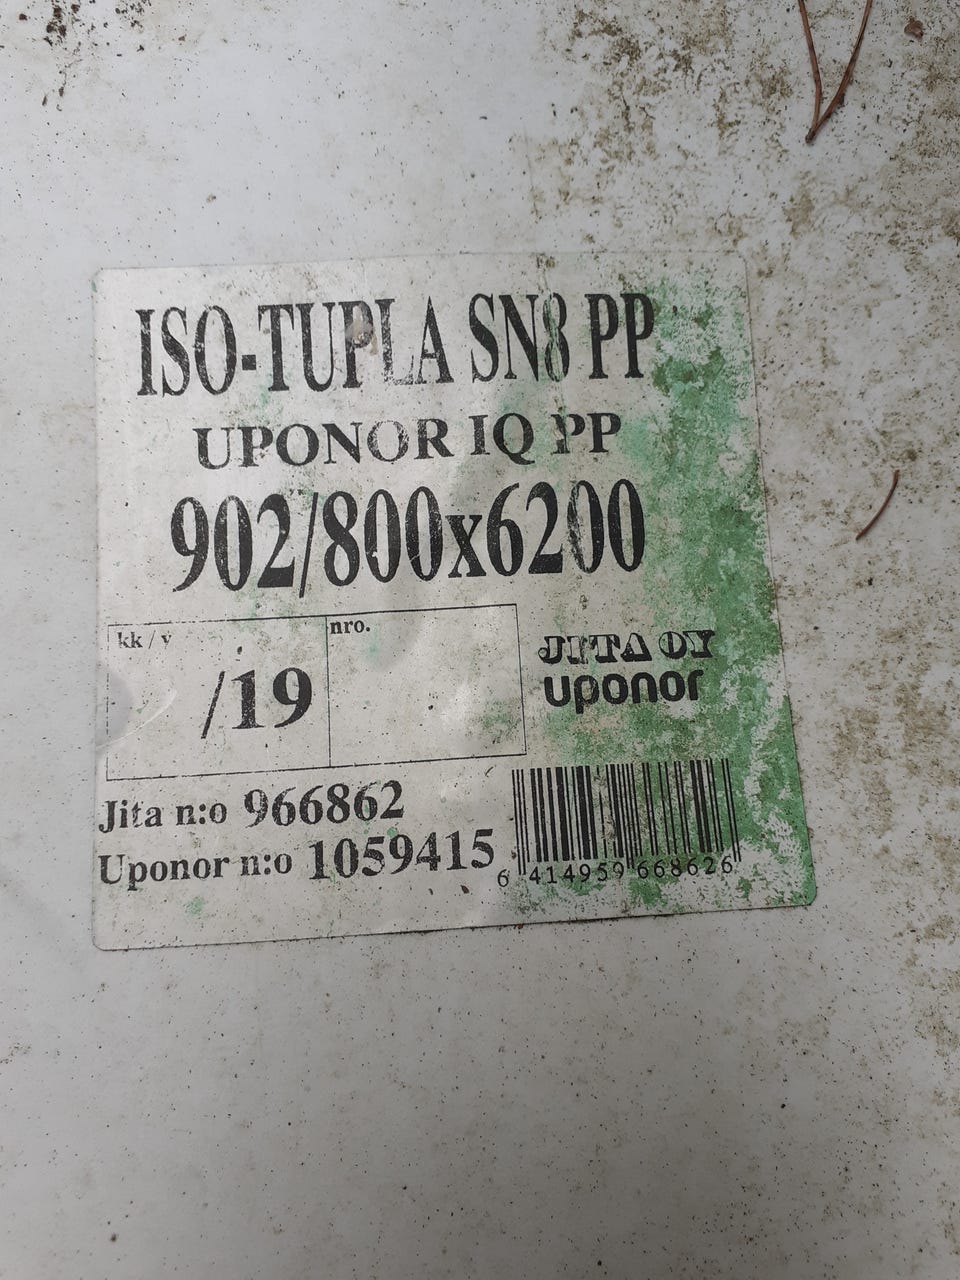 ISO-TUPLA SN8 PP
UPONOR IQ PP
902/800x6200
kk / v
/19
nro.
JITA OY
uponor
Jita n:o 966862
Uponor n:o 1059415
6 414959 668626